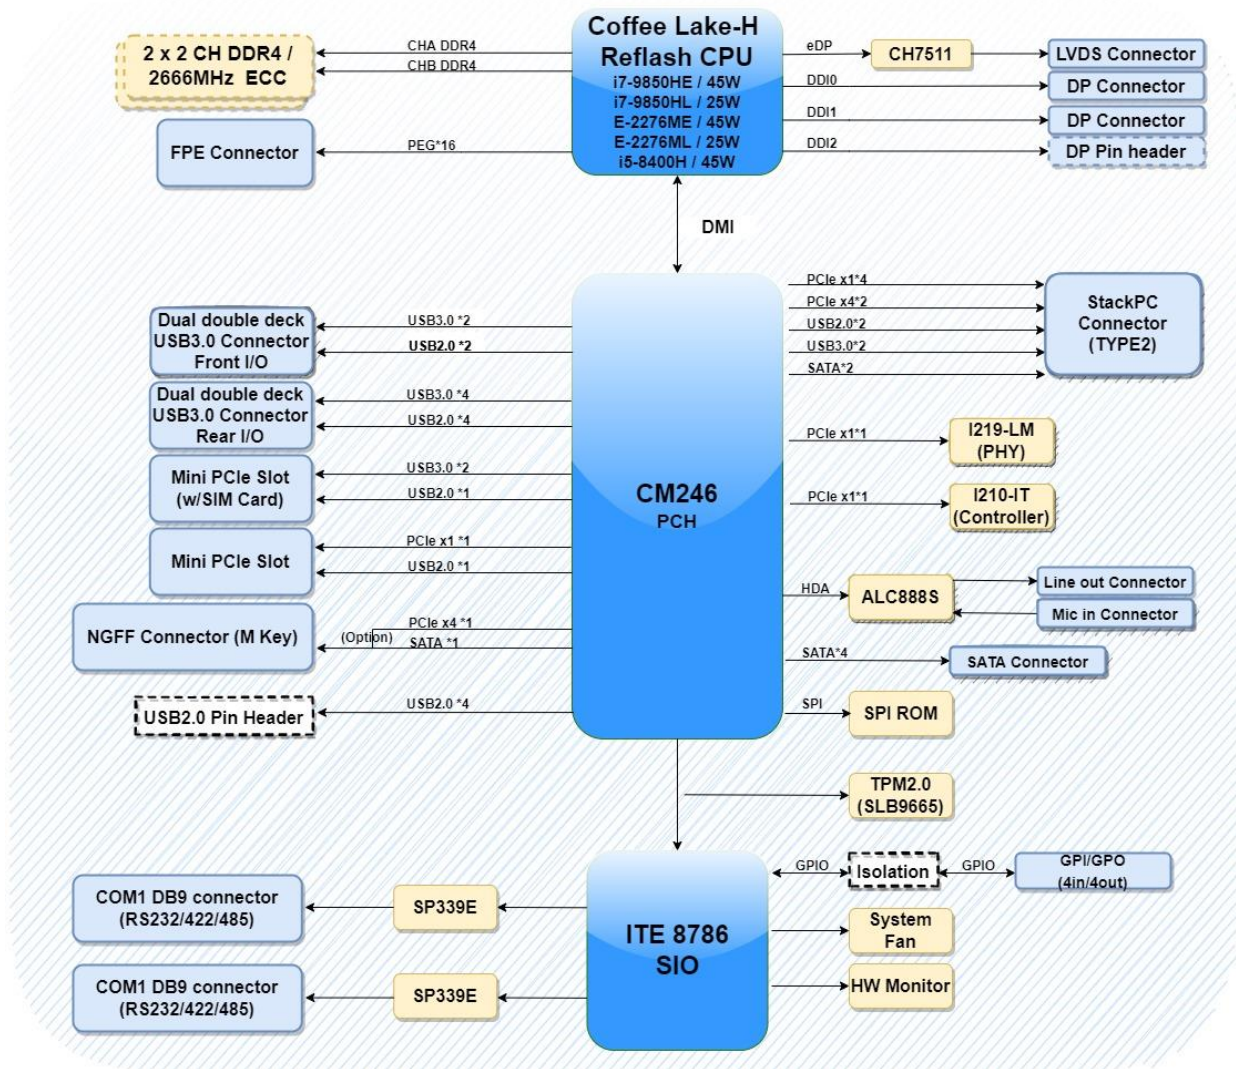 Coffee Lake-H
Reflash CPU
i7-9850HE / 45W
i7-9850HL / 25W
E-2276ME / 45W
E-2276ML / 25W
i5-8400H / 45W
2 x 2 CH DDR4 /
2666MHz  ECC
CHA DDR4
CHB DDR4
FPE Connector
PEG*16
eDP
CH7511
LVDS Connector
DDI0
DP Connector
DDI1
DP Connector
DDI2
DP Pin header
DMI
CM246
PCH
Dual double deck
USB3.0 Connector
Front I/O
USB3.0 *2
USB2.0 *2
Dual double deck
USB3.0 Connector
Rear I/O
USB3.0 *4
USB2.0 *4
Mini PCIe Slot
(w/SIM Card)
USB3.0 *2
USB2.0 *1
Mini PCIe Slot
PCIe x1 *1
USB2.0 *1
NGFF Connector (M Key)
(Option)
PCIe x4 *1
SATA *1
USB2.0 Pin Header
USB2.0 *4
PCIe x1*4
PCIe x4*2
USB2.0*2
USB3.0*2
SATA*2
StackPC
Connector
(TYPE2)
PCIe x1*1
I219-LM
(PHY)
PCIe x1*1
I210-IT
(Controller)
HDA
ALC888S
Line out Connector
Mic in Connector
SATA*4
SATA Connector
SPI
SPI ROM
TPM2.0
(SLB9665)
ITE 8786
SIO
GPIO
Isolation
GPIO
GPI/GPO
(4in/4out)
System
Fan
HW Monitor
COM1 DB9 connector
(RS232/422/485)
SP339E
COM1 DB9 connector
(RS232/422/485)
SP339E